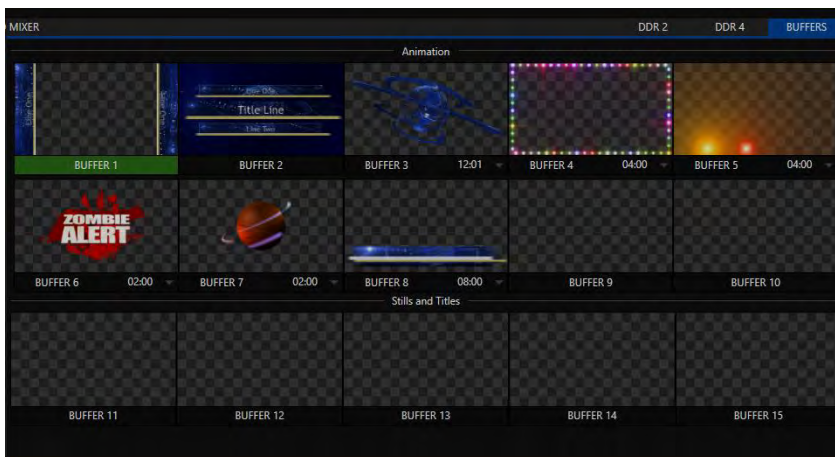 MIXER DDR 2 DDR 4 BUFFERS
Animation
Title Line
Line Two
BUFFER 1 BUFFER 2 BUFFER 3 12:01 BUFFER 4 04:00 BUFFER 5 04:00
ZOMBIE
ALERT
BUFFER 6 02:00 BUFFER 7 02:00 BUFFER 8 08:00 BUFFER 9 BUFFER 10
Stills and Titles
BUFFER 11 BUFFER 12 BUFFER 13 BUFFER 14 BUFFER 15